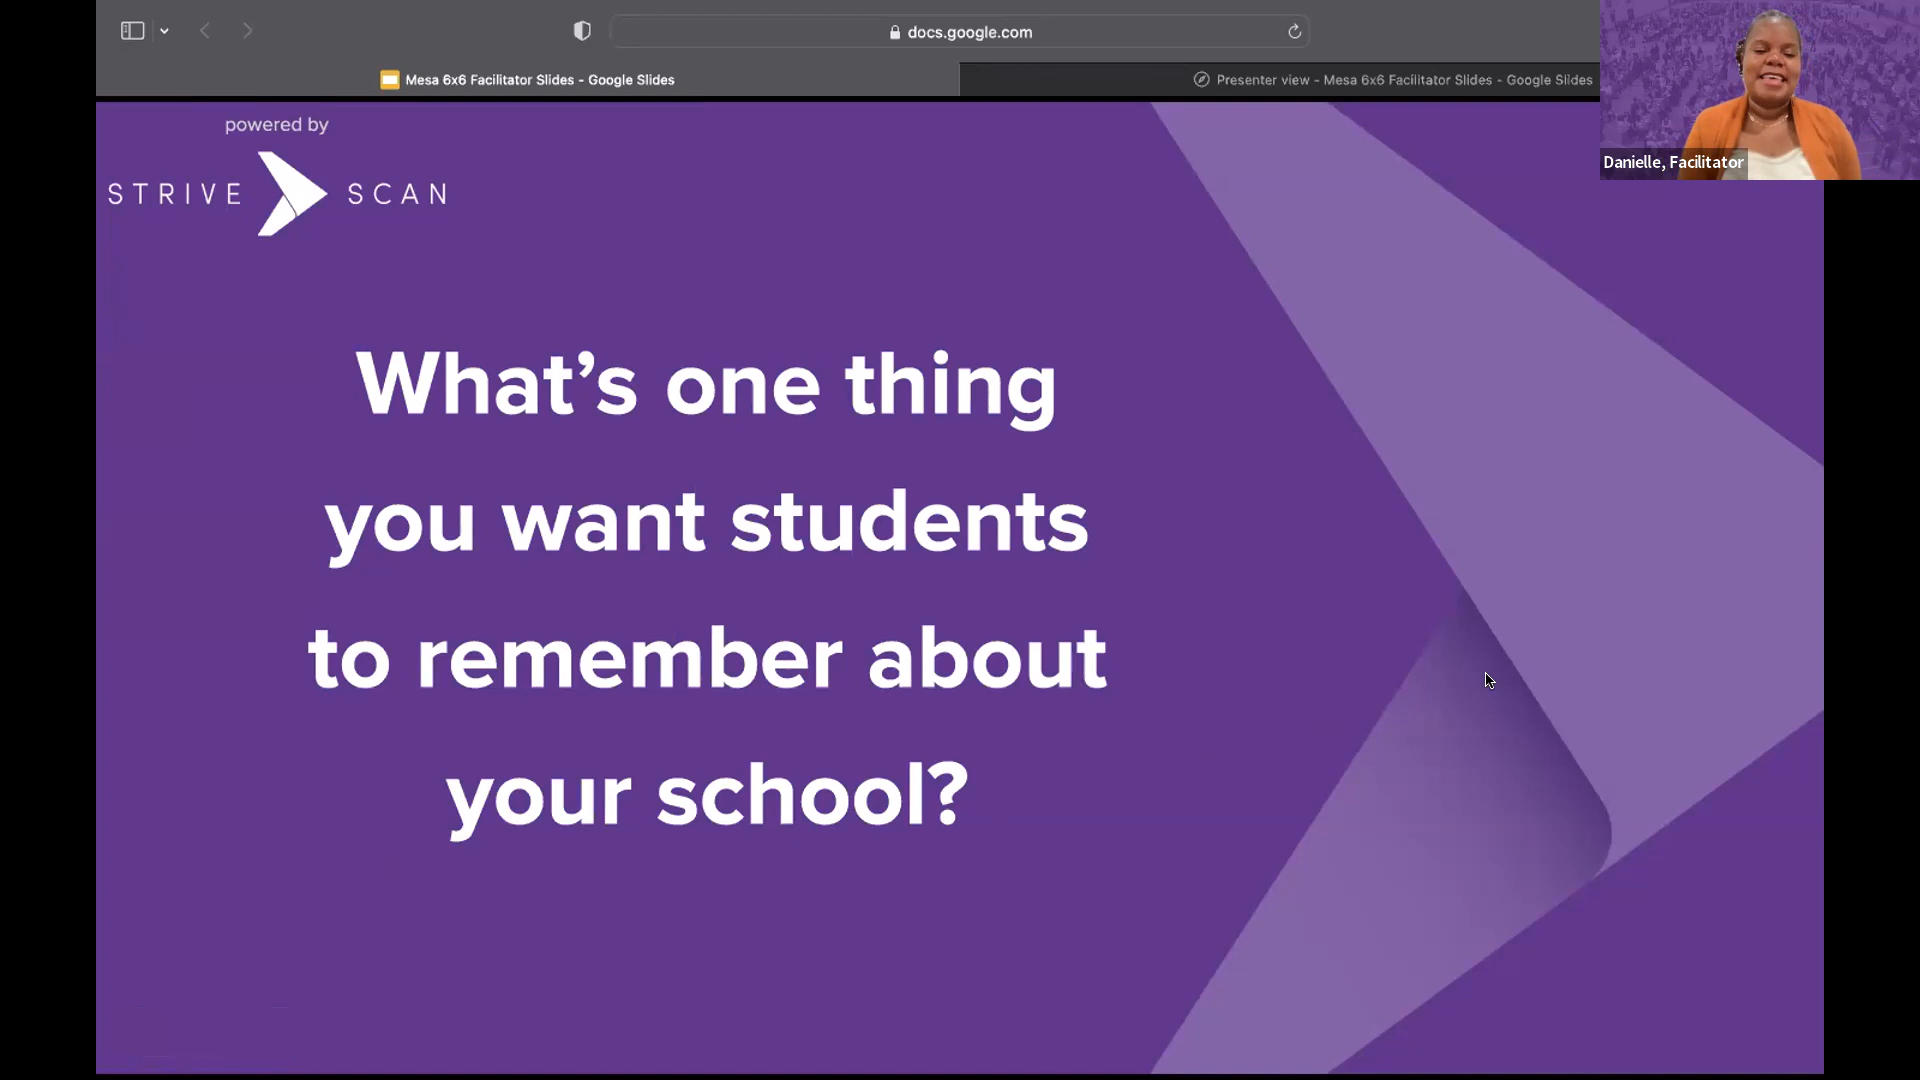 docs.google.com
Mesa 6x6 Facilitator Slides - Google Slides
Presenter view - Mesa 6x6 Facilitator Slides - Google Slides
Danielle, Facilitator
powered by
STRIVE SCAN
What’s one thing
you want students
to remember about
your school?